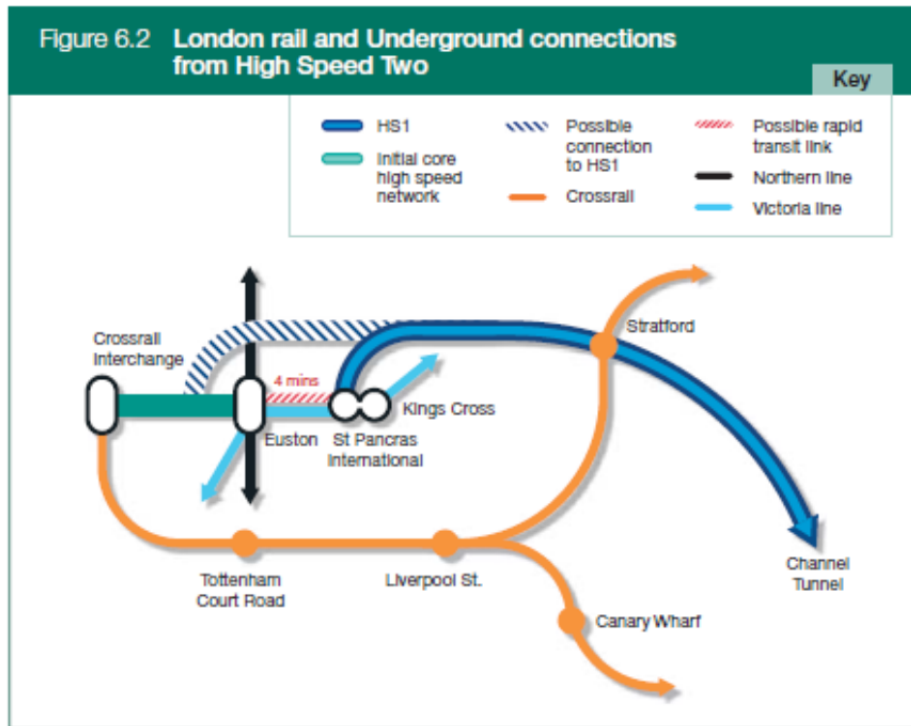 Figure 6.2 London rail and Underground connections
from High Speed Two
Key
HS1
Initial core
high speed
network
Possible
connection
to HS1
Crossrail
Possible rapid
transit link
Northern line
Victoria line
Crossrail
Interchange
4 mins
Stratford
Kings Cross
Euston
St Pancras
International
Tottenham
Court Road
Liverpool St.
Channel
Tunnel
Canary Wharf